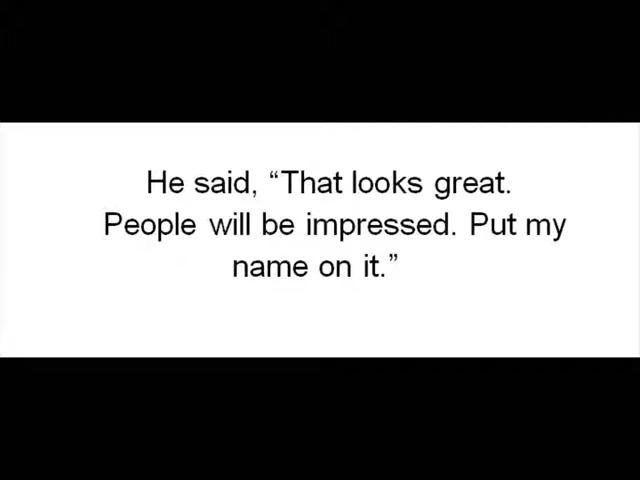 He said, “That looks great.
People will be impressed. Put my
name on it.”